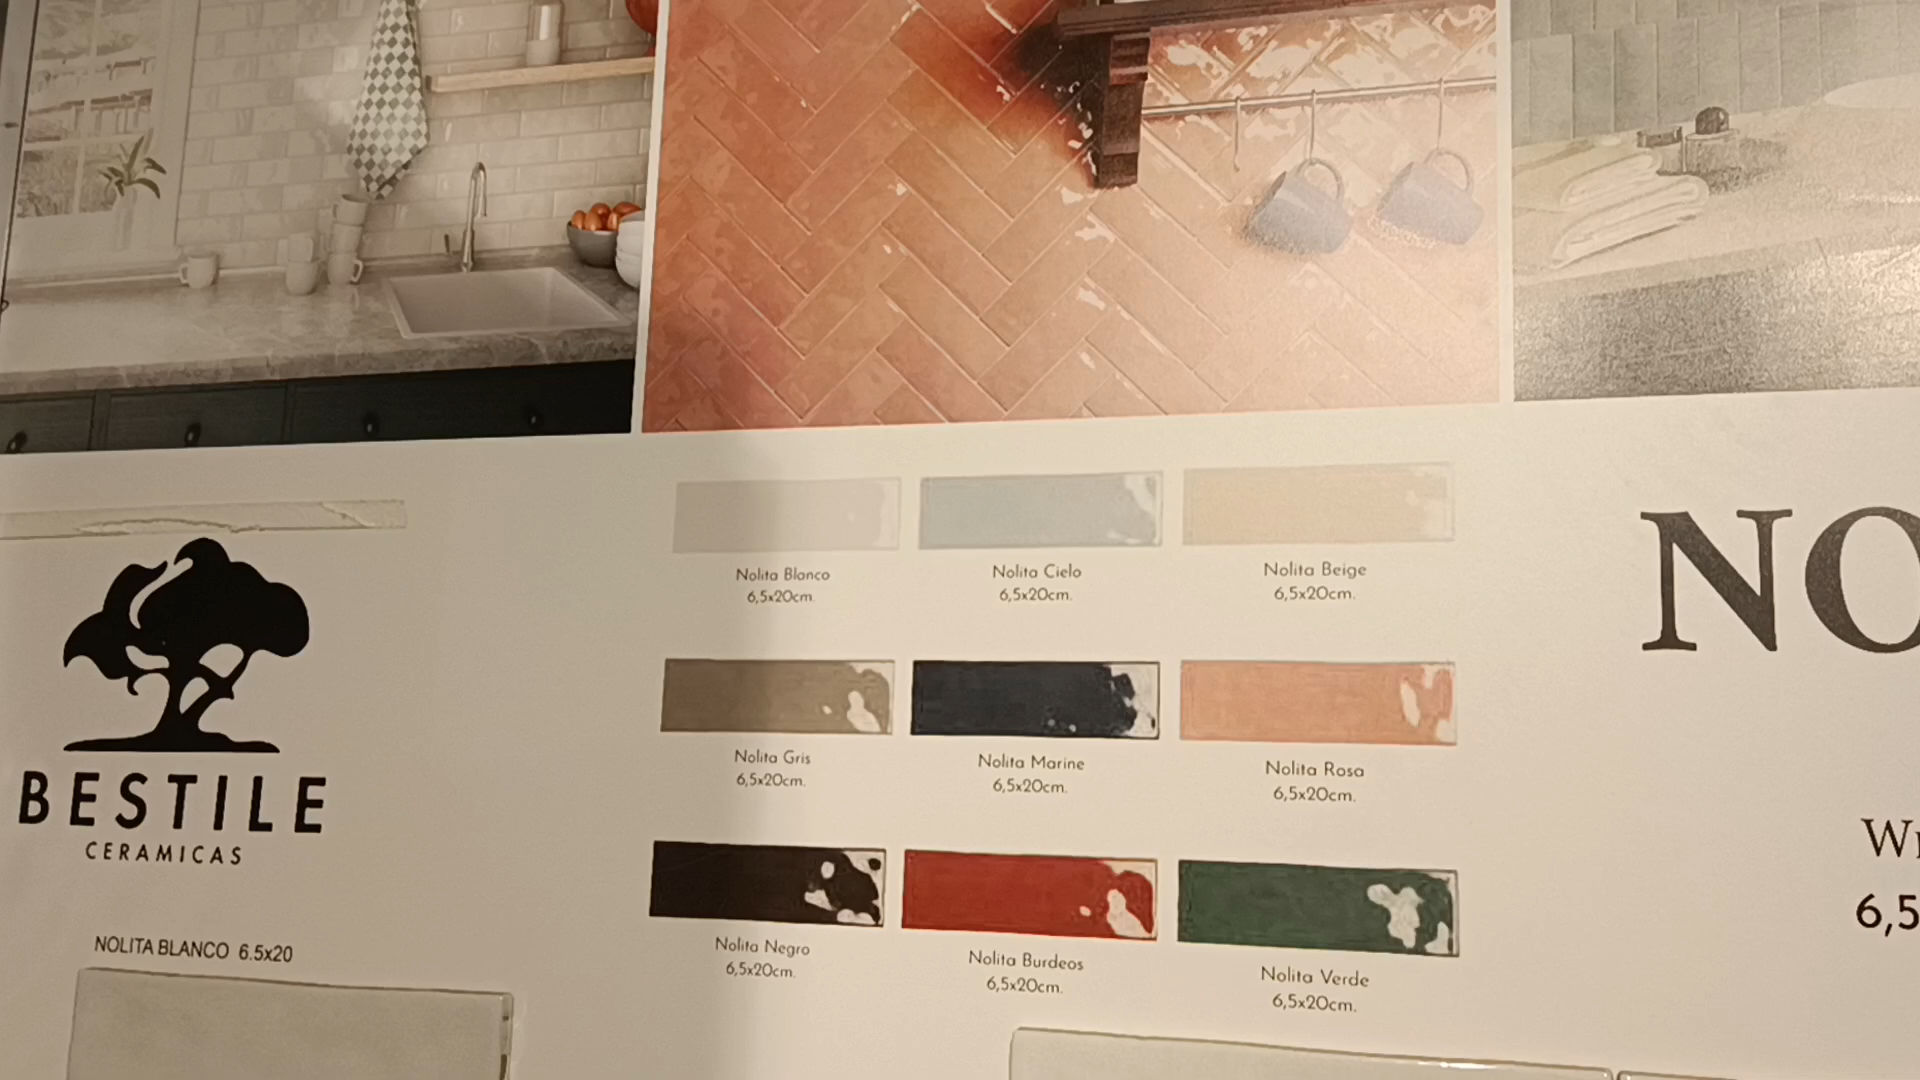 Nolita Blanco
6,5x20cm.
Nolita Cielo
6,5x20cm.
Nolita Beige
6,5x20cm.
Nolita Gris
6,5x20cm.
Nolita Marine
6,5x20cm.
Nolita Rosa
6,5x20cm.
Nolita Negro
6,5x20cm.
Nolita Burdeos
6,5x20cm.
Nolita Verde
6,5x20cm.
BESTILE
CERAMICAS
NOLITA BLANCO 6.5x20
NO
6,5